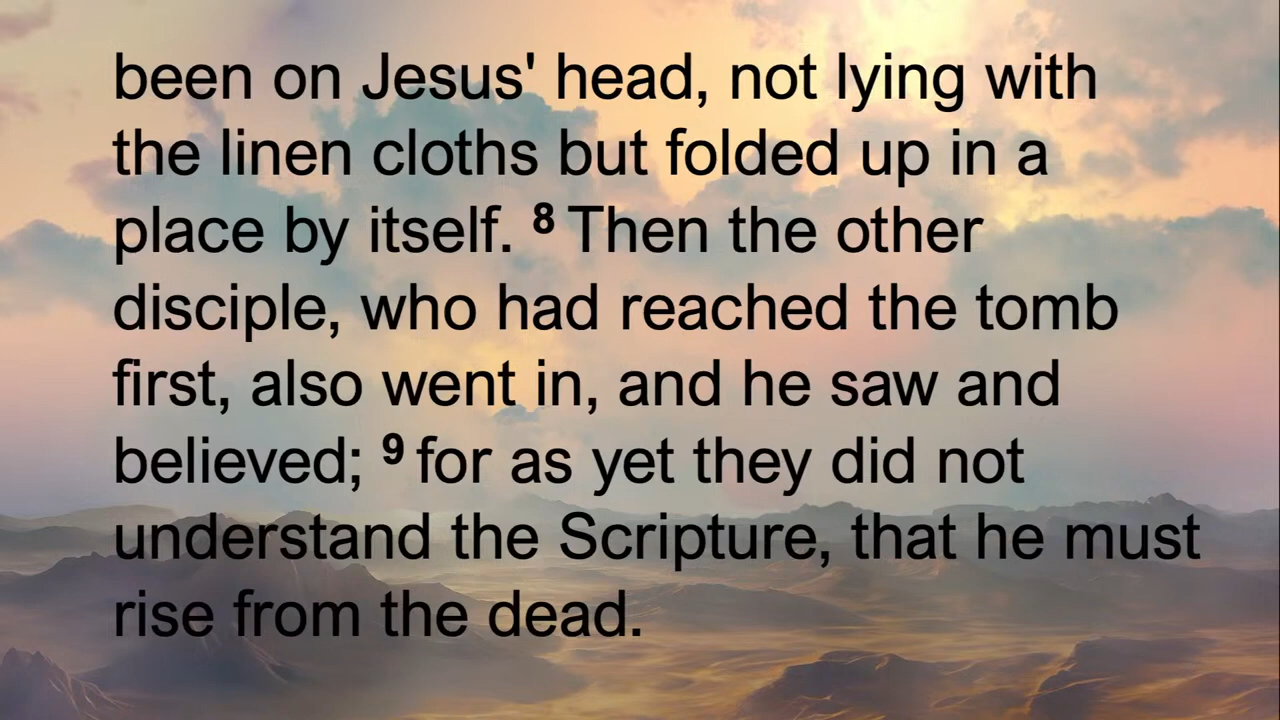 been on Jesus' head, not lying with
the linen cloths but folded up in a
place by itself. 8 Then the other
disciple, who had reached the tomb
first, also went in, and he saw and
believed; 9 for as yet they did not
understand the Scripture, that he must
rise from the dead.